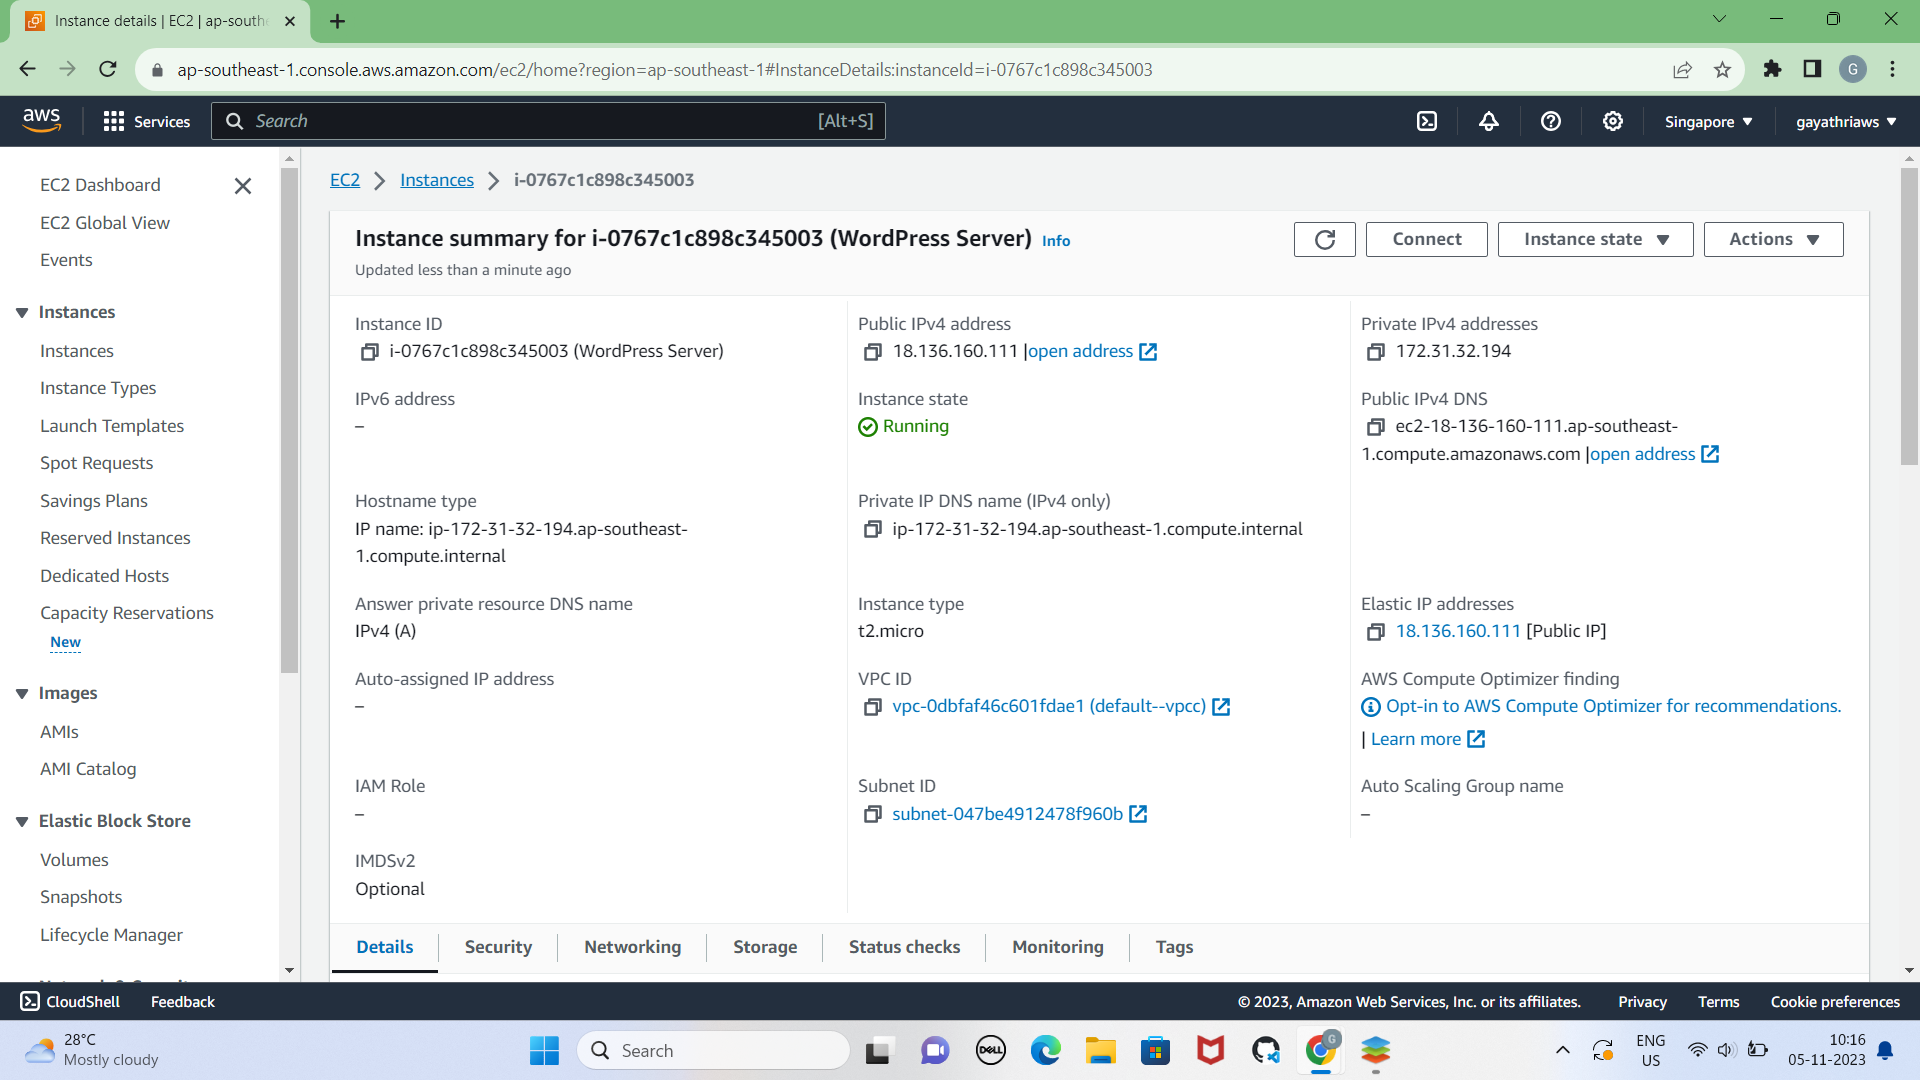 Instance details | EC2 | ap-southe
ap-southeast-1.console.aws.amazon.com/ec2/home?region=ap-southeast-1#InstanceDetails:instanceId=i-0767c1c898c345003
G
aws
Services
Search
[Alt+S]
Singapore
gayathriaws
EC2 Dashboard
EC2 Global View
Events
Instances
Instances
Instance Types
Launch Templates
Spot Requests
Savings Plans
Reserved Instances
Dedicated Hosts
Capacity Reservations
New
Images
AMIs
AMI Catalog
Elastic Block Store
Volumes
Snapshots
Lifecycle Manager
EC2
Instances
i-0767c1c898c345003
Instance summary for i-0767c1c898c345003 (WordPress Server) Info
Updated less than a minute ago
Connect
Instance state
Actions
Instance ID
i-0767c1c898c345003 (WordPress Server)
Public IPv4 address
18.136.160.111 |open address
Private IPv4 addresses
172.31.32.194
IPv6 address
–
Instance state
Running
Public IPv4 DNS
ec2-18-136-160-111.ap-southeast-
1.compute.amazonaws.com |open address
Hostname type
IP name: ip-172-31-32-194.ap-southeast-
1.compute.internal
Private IP DNS name (IPv4 only)
ip-172-31-32-194.ap-southeast-1.compute.internal
Answer private resource DNS name
IPv4 (A)
Instance type
t2.micro
Elastic IP addresses
18.136.160.111 [Public IP]
Auto-assigned IP address
–
VPC ID
vpc-0dbfaf46c601fdae1 (default--vpcc)
AWS Compute Optimizer finding
Opt-in to AWS Compute Optimizer for recommendations.
| Learn more
IAM Role
–
Subnet ID
subnet-047be4912478f960b
Auto Scaling Group name
–
IMDSv2
Optional
Details
Security
Networking
Storage
Status checks
Monitoring
Tags
CloudShell
Feedback
© 2023, Amazon Web Services, Inc. or its affiliates.
Privacy
Terms
Cookie preferences
28°C
Mostly cloudy
Search
DELL
G
ENG
US
10:16
05-11-2023